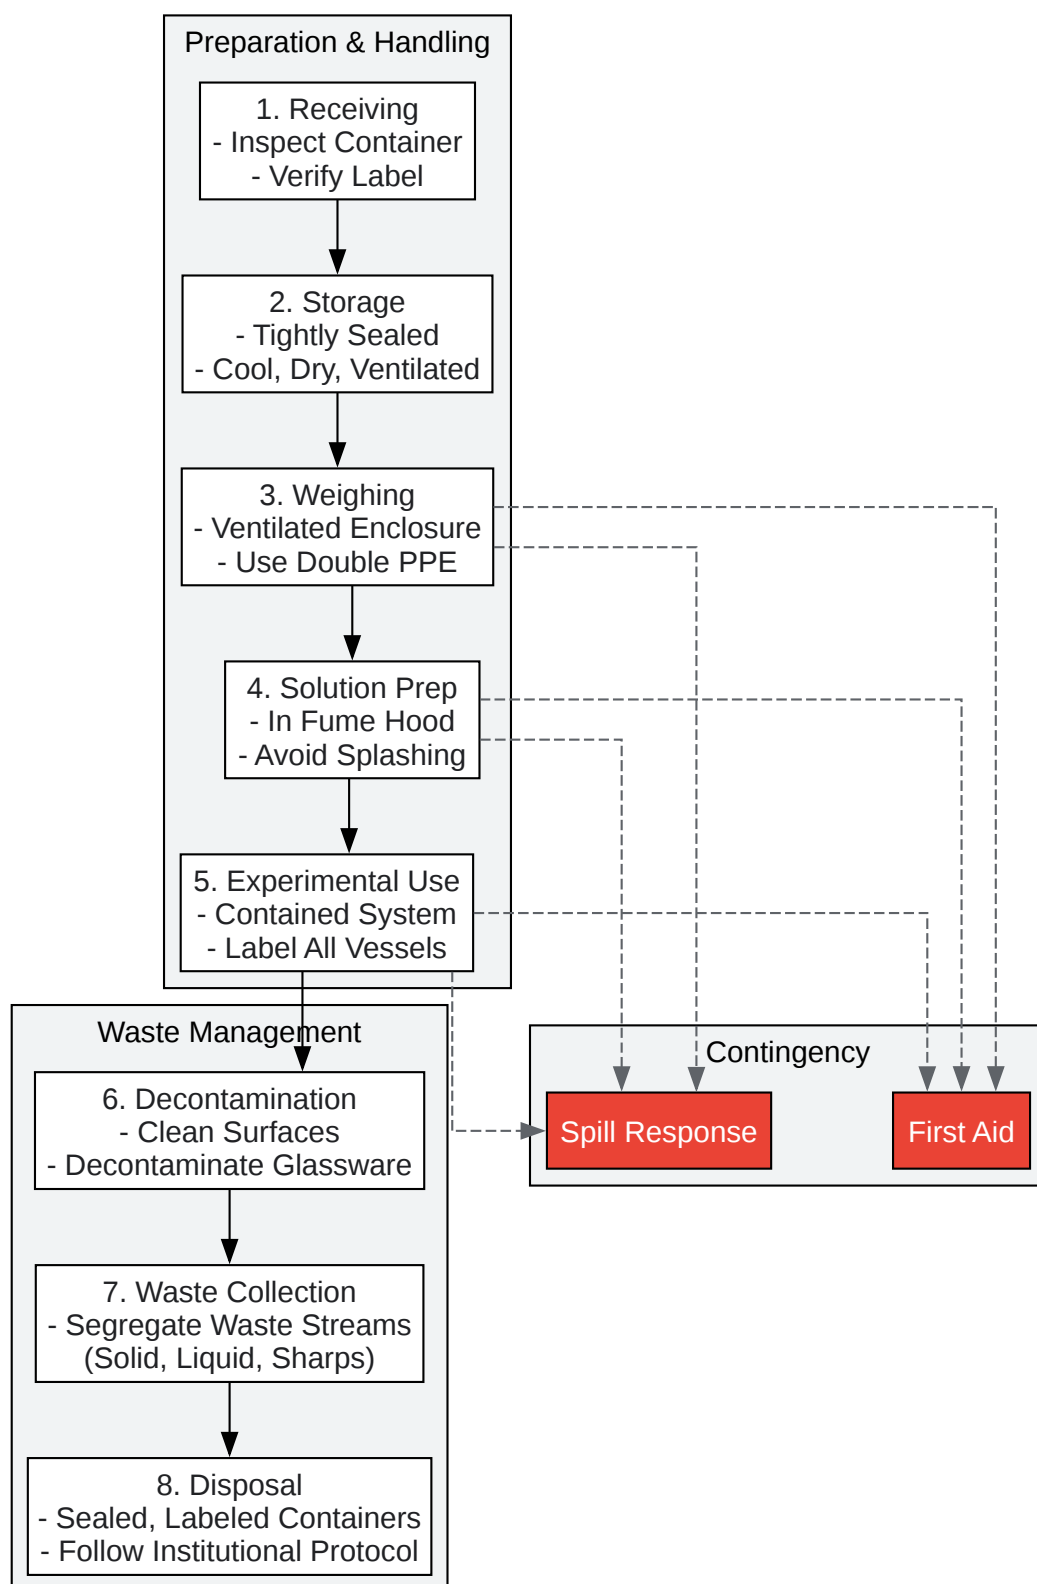 Preparation & Handling
1. Receiving
- Inspect Container
- Verify Label
2. Storage
- Tightly Sealed
- Cool, Dry, Ventilated
3. Weighing
- Ventilated Enclosure
- Use Double PPE
4. Solution Prep
- In Fume Hood
- Avoid Splashing
5. Experimental Use
- Contained System
- Label All Vessels
Waste Management
6. Decontamination
- Clean Surfaces
- Decontaminate Glassware
7. Waste Collection
- Segregate Waste Streams
(Solid, Liquid, Sharps)
8. Disposal
- Sealed, Labeled Containers
- Follow Institutional Protocol
Contingency
Spill Response
First Aid